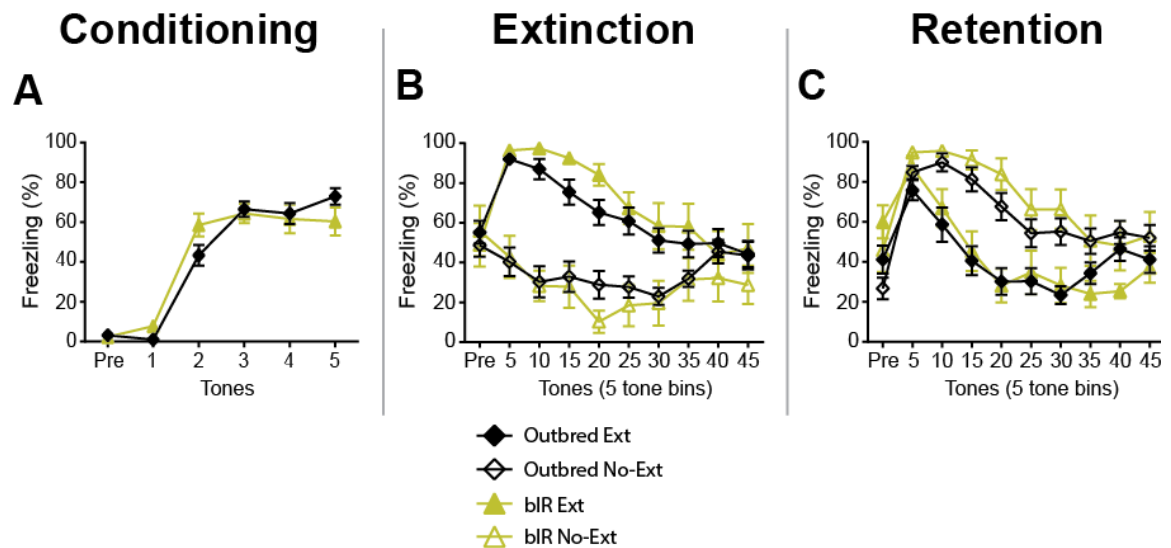 Conditioning
Extinction
Retention
A
B
C
Freezling (%)
100
80
60
40
20
0
Pre 1 2 3 4 5
Tones
Freezling (%)
100
80
60
40
20
0
Pre 5 10 15 20 25 30 35 40 45
Tones (5 tone bins)
Freezling (%)
100
80
60
40
20
0
Pre 5 10 15 20 25 30 35 40 45
Tones (5 tone bins)
Outbred Ext
Outbred No-Ext
bIR Ext
bIR No-Ext